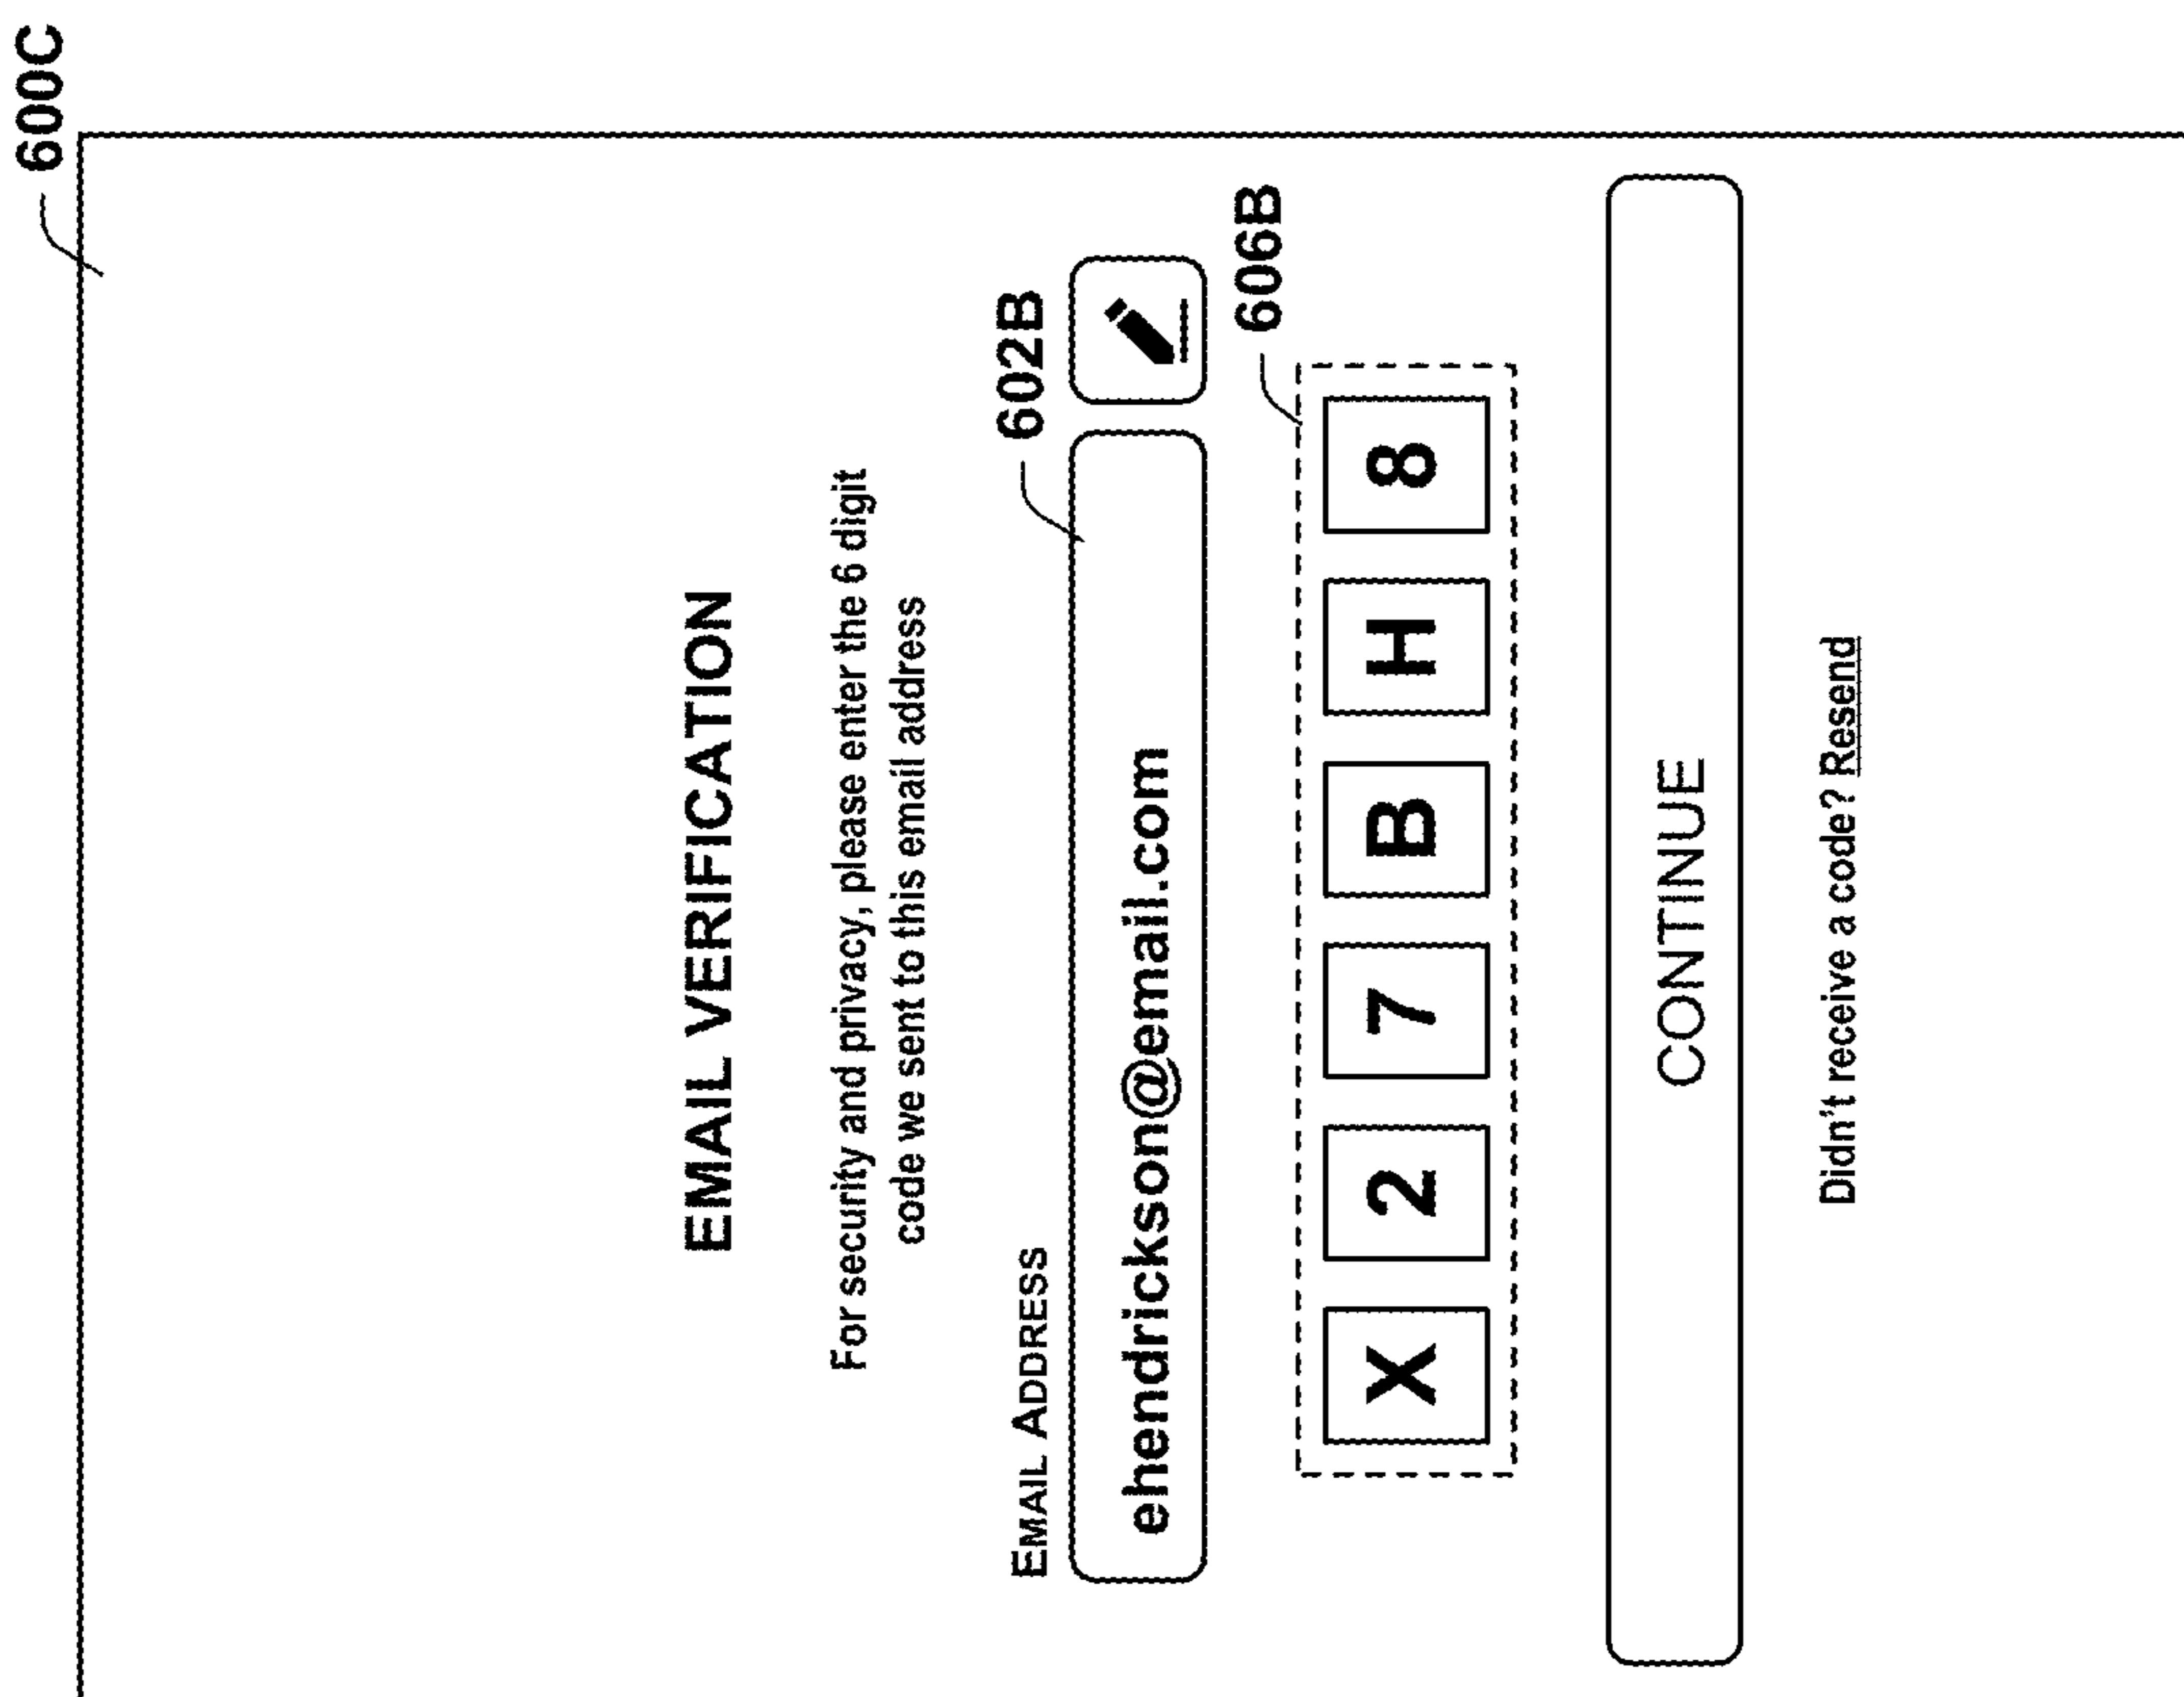 600C
EMAIL VERIFICATION
For security and privacy, please enter the 6 digit
code we sent to this email address
EMAIL ADDRESS
602B
ehendrickson@email.com
606B
X 2 7 B H 8
CONTINUE
Didn't receive a code? Resend